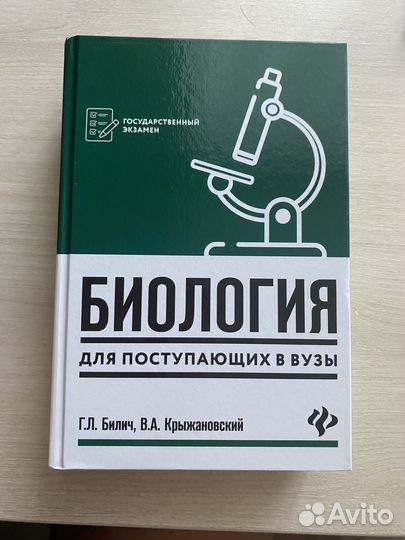 ГОСУДАРСТВЕННЫЙ
ЭКЗАМЕН
БИОЛОГИЯ
ДЛЯ ПОСТУПАЮЩИХ В ВУЗЫ
Г.Л. Билич, В.А. Крыжановский
Avito